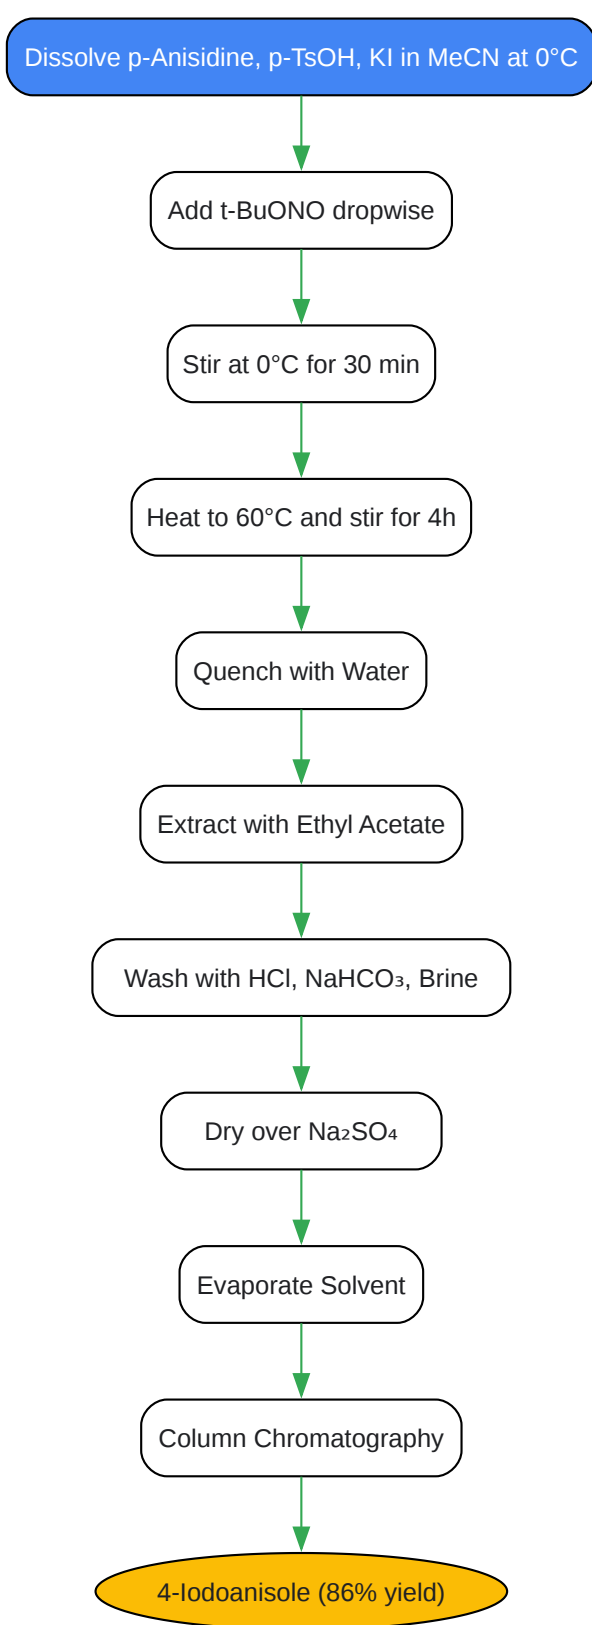 Dissolve p-Anisidine, p-TsOH, KI in MeCN at 0°C
Add t-BuONO dropwise
Stir at 0°C for 30 min
Heat to 60°C and stir for 4h
Quench with Water
Extract with Ethyl Acetate
Wash with HCl, NaHCO₃, Brine
Dry over Na₂SO₄
Evaporate Solvent
Column Chromatography
4-Iodoanisole (86% yield)